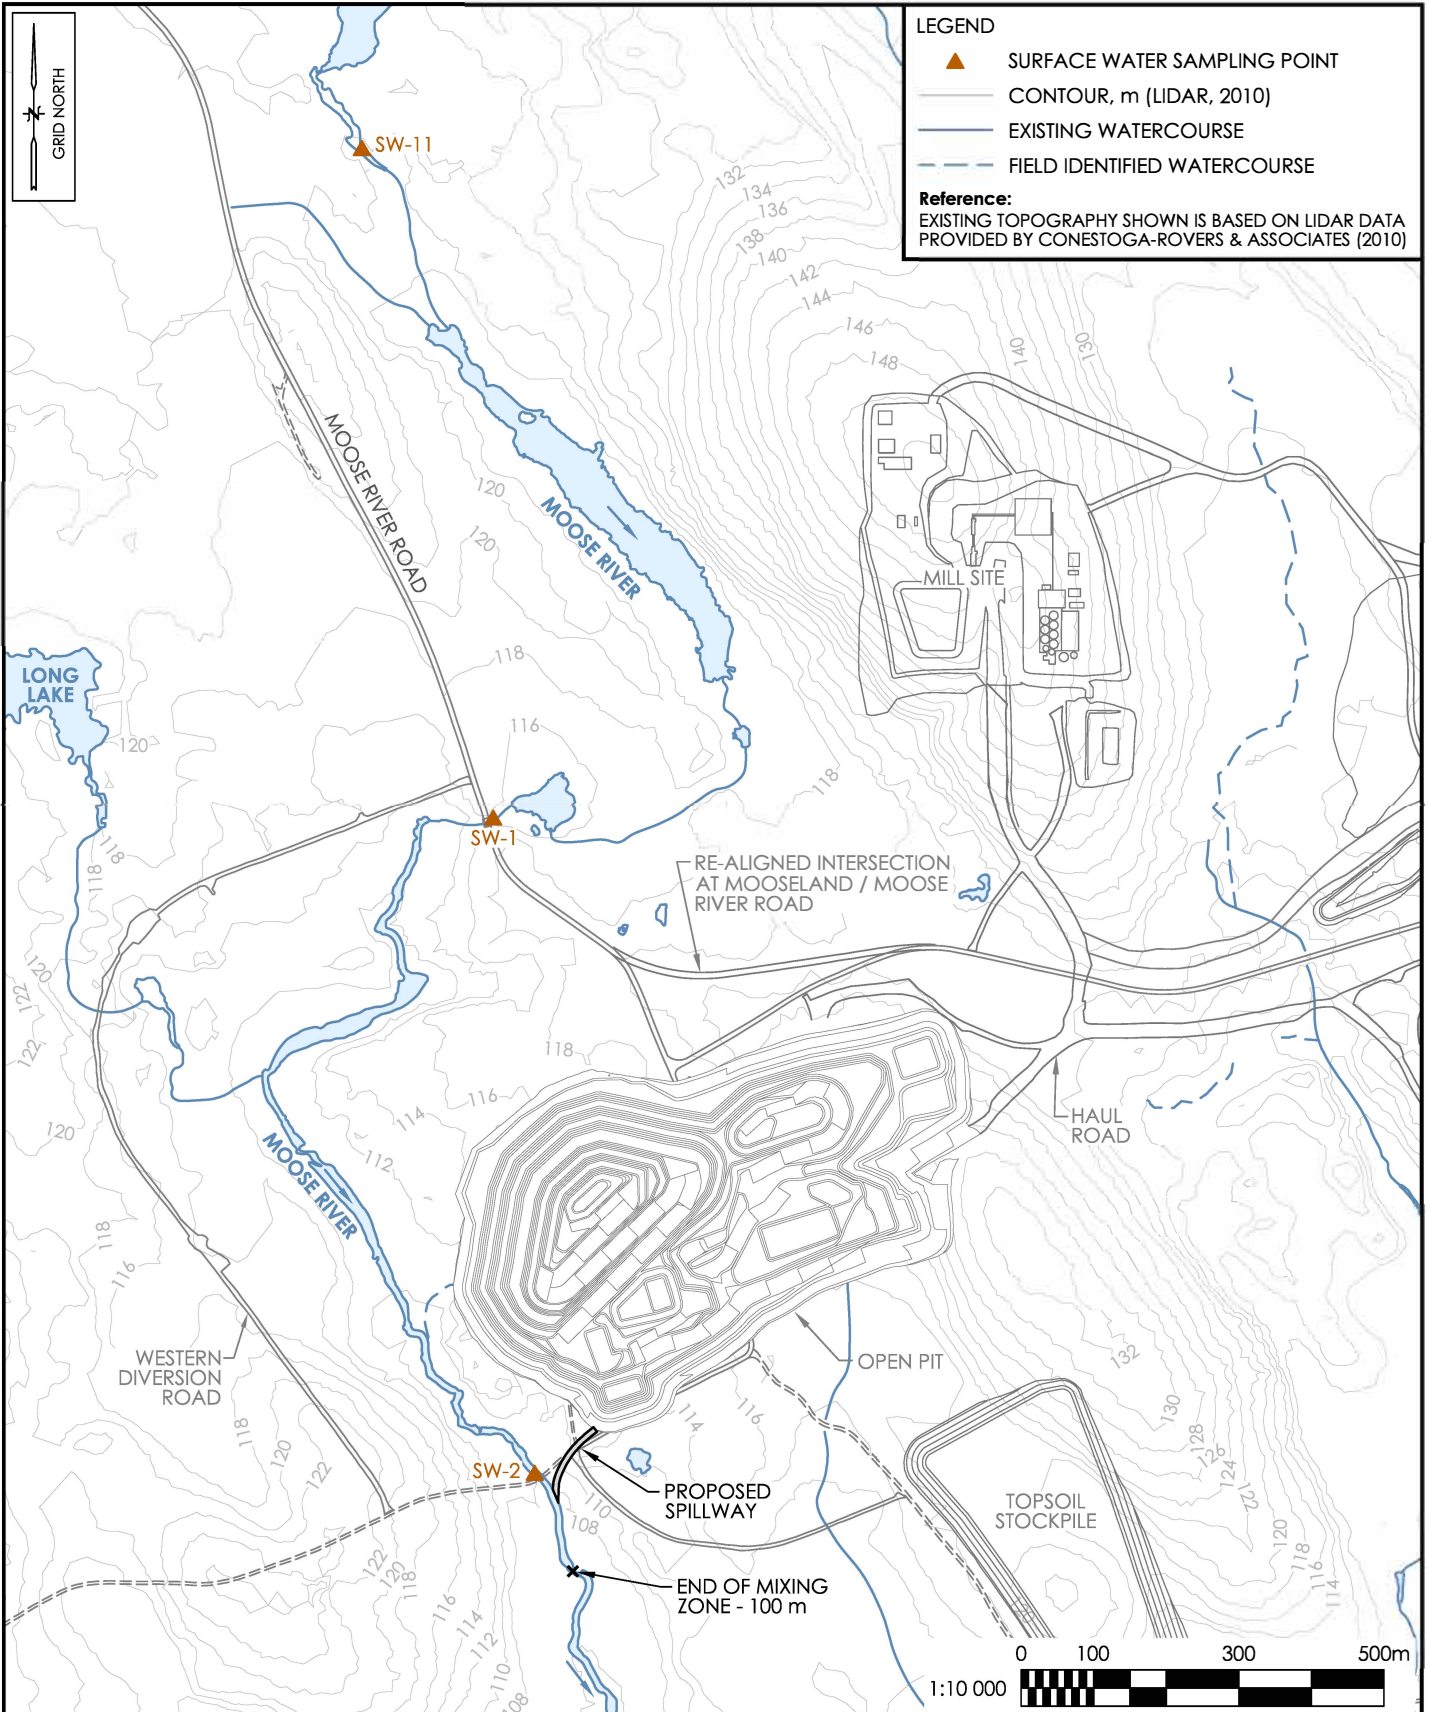 GRID NORTH
N
LEGEND
SURFACE WATER SAMPLING POINT
CONTOUR, m (LIDAR, 2010)
EXISTING WATERCOURSE
FIELD IDENTIFIED WATERCOURSE
Reference:
EXISTING TOPOGRAPHY SHOWN IS BASED ON LIDAR DATA
PROVIDED BY CONESTOGA-ROVERS & ASSOCIATES (2010)
SW-11
132
134
136
138
140
142
144
146
148
140
130
MOOSE RIVER ROAD
120
120
MOOSE RIVER
MILL SITE
118
LONG
LAKE
116
120
118
SW-1
118
118
RE-ALIGNED INTERSECTION
AT MOOSELAND / MOOSE
RIVER ROAD
120
122
122
118
116
114
120
112
HAUL
ROAD
MOOSE RIVER
118
116
WESTERN
DIVERSION
ROAD
OPEN PIT
132
114
116
118
120
122
130
128
126
124
122
120
118
116
114
SW-2
PROPOSED
SPILLWAY
110
108
TOPSOIL
STOCKPILE
122
120
118
116
114
112
110
108
END OF MIXING
ZONE - 100 m
0 100 300 500m
1:10 000